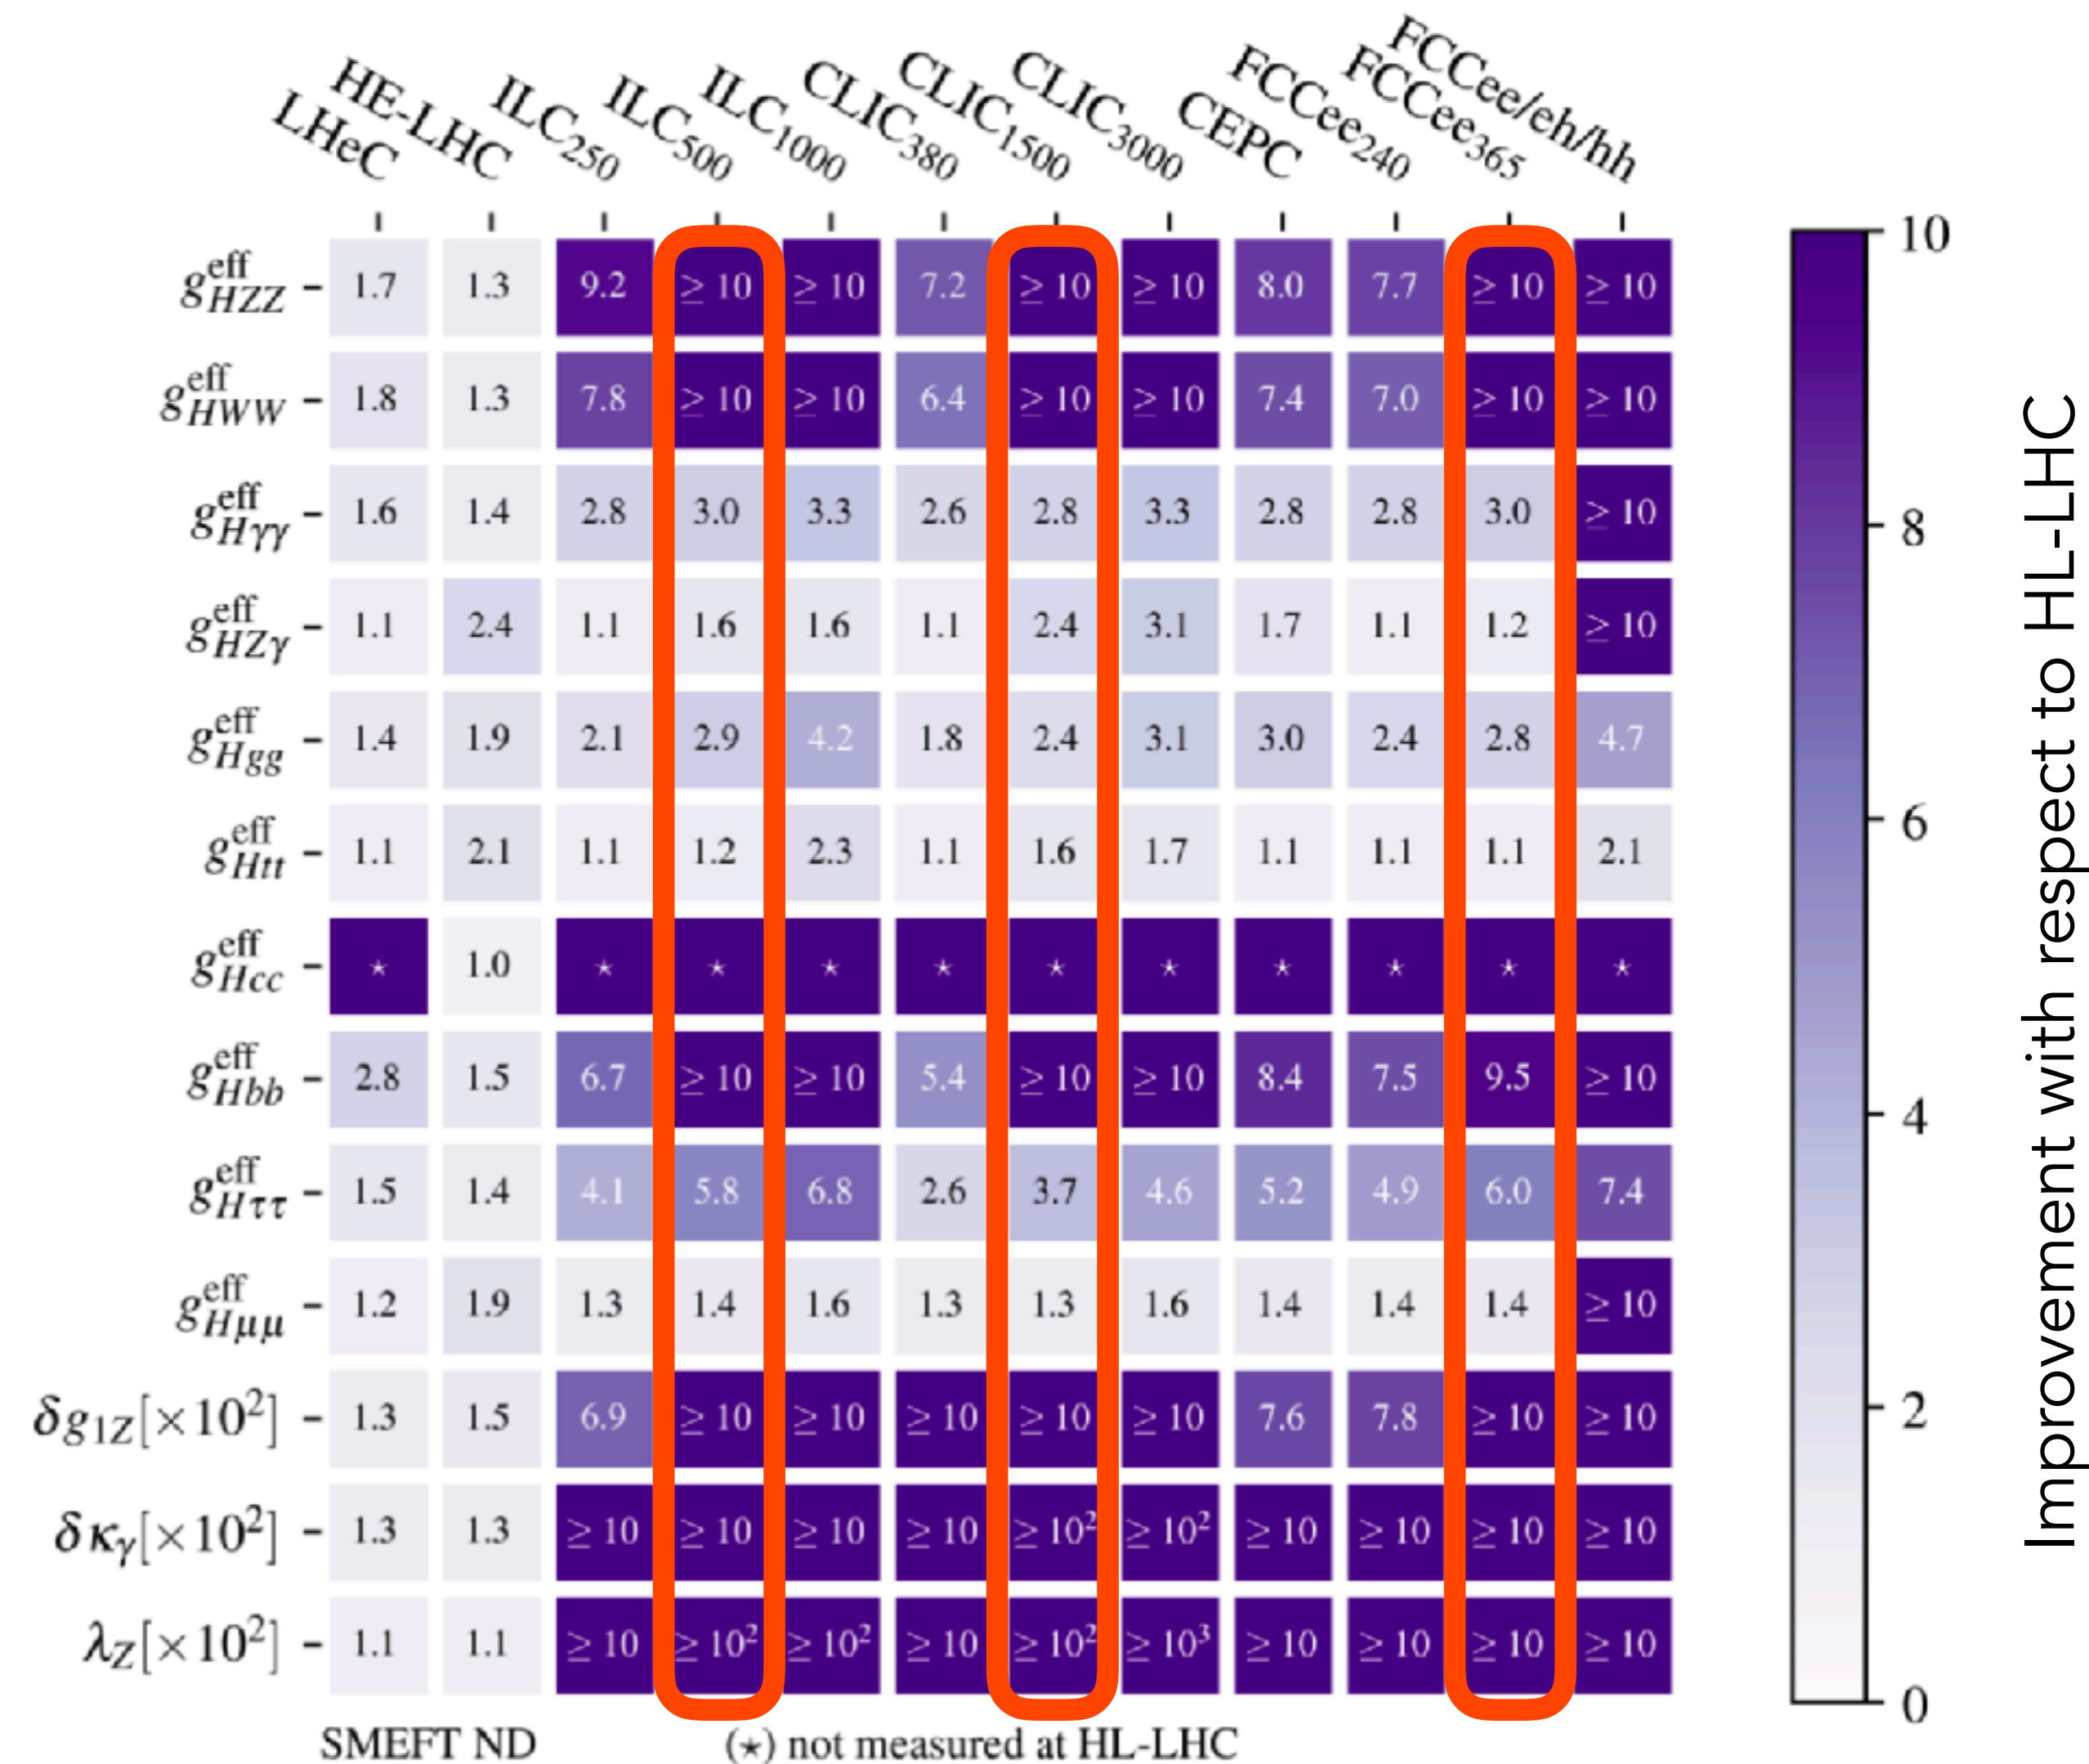 LHeC HE-LHC ILC250 ILC500 ILC1000 CLIC380 CLIC1500 CLIC3000 CEPC FCCee240 FCCee365 FCCee/eh/hh
g^eff_HZZ 1.7 1.3 9.2 ≥ 10 ≥ 10 7.2 ≥ 10 ≥ 10 8.0 7.7 ≥ 10 ≥ 10
g^eff_HWW 1.8 1.3 7.8 ≥ 10 ≥ 10 6.4 ≥ 10 ≥ 10 7.4 7.0 ≥ 10 ≥ 10
g^eff_Hγγ 1.6 1.4 2.8 3.0 3.3 2.6 2.8 3.3 2.8 2.8 3.0 ≥ 10
g^eff_HZγ 1.1 2.4 1.1 1.6 1.6 1.1 2.4 3.1 1.7 1.1 1.2 ≥ 10
g^eff_Hgg 1.4 1.9 2.1 2.9 4.2 1.8 2.4 3.1 3.0 2.4 2.8 4.7
g^eff_Htt 1.1 2.1 1.1 1.2 2.3 1.1 1.6 1.7 1.1 1.1 1.1 2.1
g^eff_Hcc ⋆ 1.0 ⋆ ⋆ ⋆ ⋆ ⋆ ⋆ ⋆ ⋆ ⋆ ⋆
g^eff_Hbb 2.8 1.5 6.7 ≥ 10 ≥ 10 5.4 ≥ 10 ≥ 10 8.4 7.5 9.5 ≥ 10
g^eff_Hττ 1.5 1.4 4.1 5.8 6.8 2.6 3.7 4.6 5.2 4.9 6.0 7.4
g^eff_Hμμ 1.2 1.9 1.3 1.4 1.6 1.3 1.3 1.6 1.4 1.4 1.4 ≥ 10
δg1Z[×10²] 1.3 1.5 6.9 ≥ 10 ≥ 10 ≥ 10 ≥ 10 ≥ 10 7.6 7.8 ≥ 10 ≥ 10
δκγ[×10²] 1.3 1.3 ≥ 10 ≥ 10 ≥ 10 ≥ 10 ≥ 10² ≥ 10² ≥ 10 ≥ 10 ≥ 10 ≥ 10
λZ[×10²] 1.1 1.1 ≥ 10 ≥ 10² ≥ 10² ≥ 10 ≥ 10² ≥ 10³ ≥ 10 ≥ 10 ≥ 10 ≥ 10
SMEFT ND (⋆) not measured at HL-LHC
10
8
6
4
2
0
Improvement with respect to HL-LHC